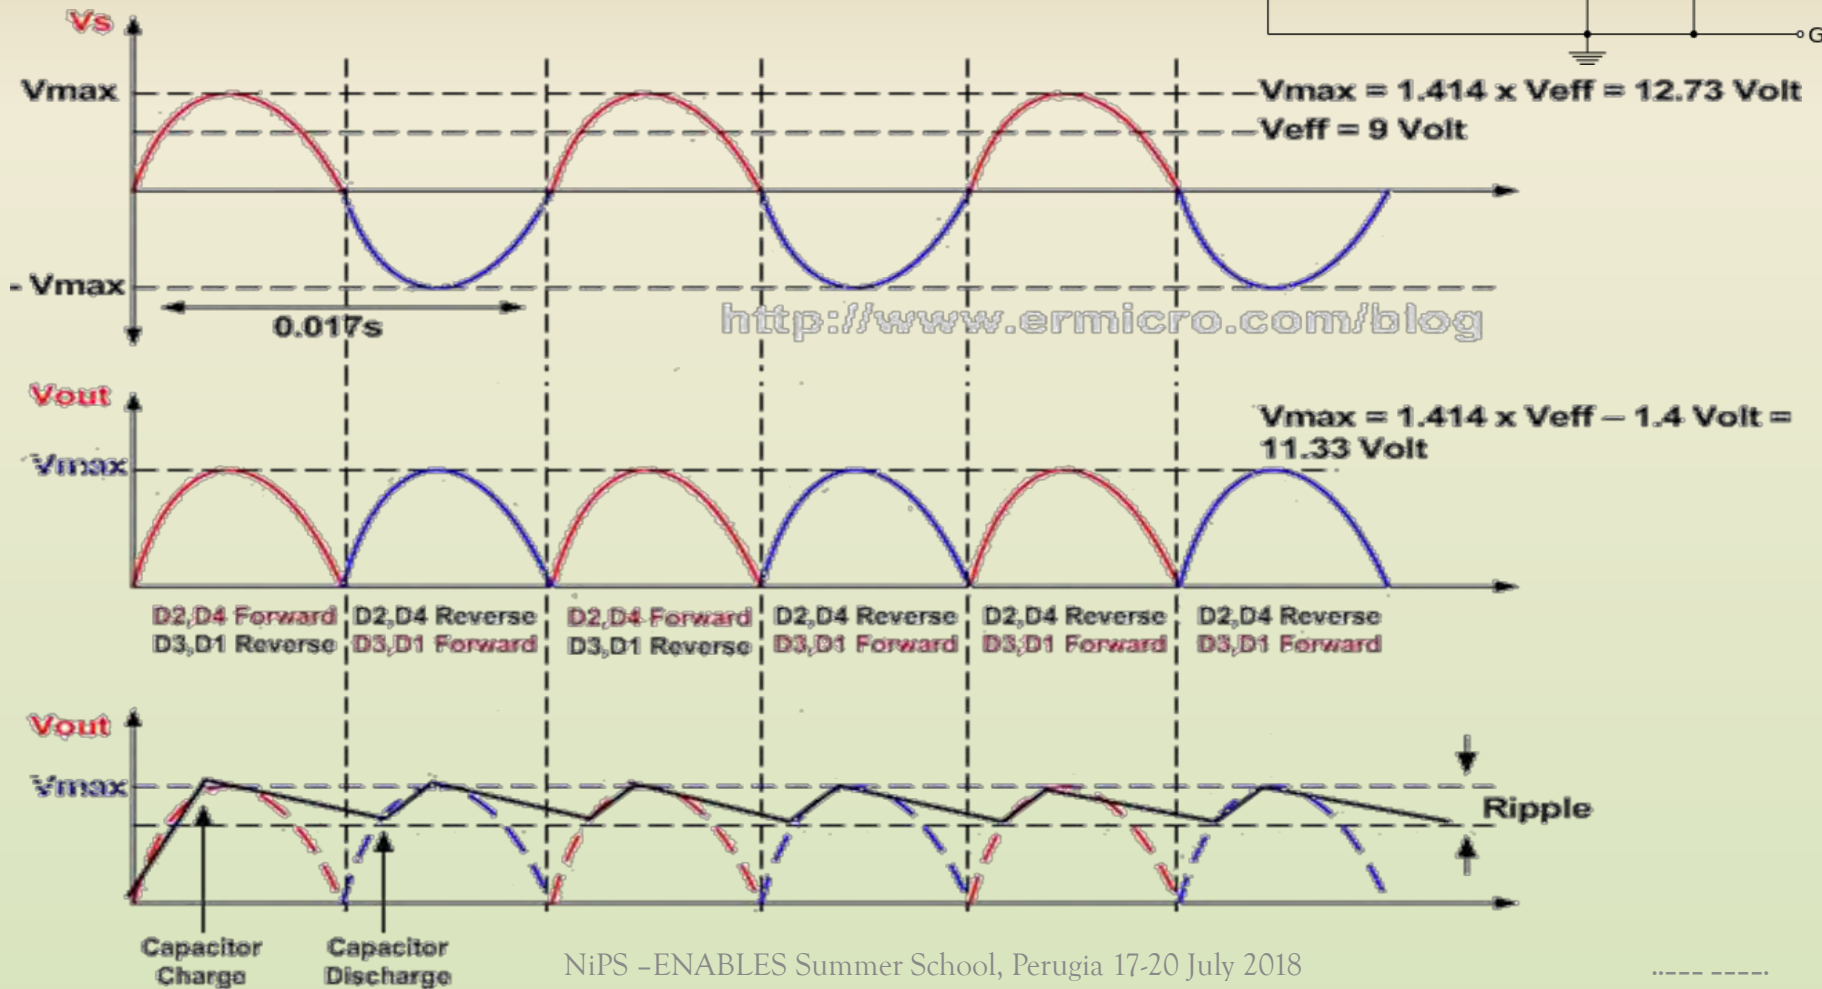 Vs
G
Vmax
Vmax = 1.414 x Veff = 12.73 Volt
Veff = 9 Volt
- Vmax
0.017s
http://www.ermicro.com/blog
Vout
Vmax = 1.414 x Veff – 1.4 Volt =
11.33 Volt
Vmax
D2,D4 Forward
D3,D1 Reverse
D2,D4 Reverse
D3,D1 Forward
D2,D4 Forward
D3,D1 Reverse
D2,D4 Reverse
D3,D1 Forward
D2,D4 Reverse
D3,D1 Forward
D2,D4 Reverse
D3,D1 Forward
Vout
Vmax
Ripple
Capacitor
Charge
Capacitor
Discharge
NiPS –ENABLES Summer School, Perugia 17-20 July 2018